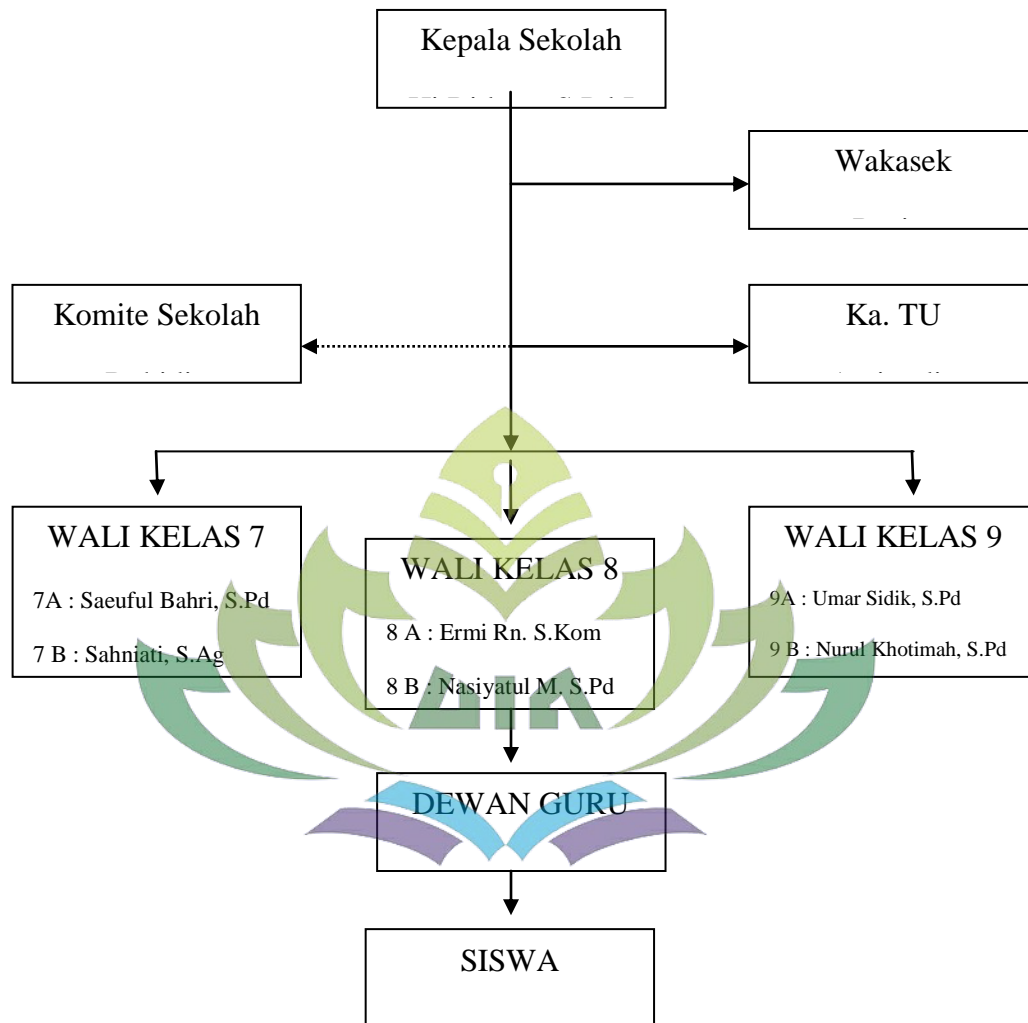 Kepala Sekolah
Wakasek
Komite Sekolah
Ka. TU
WALI KELAS 7
7A : Saeuful Bahri, S.Pd
7 B : Sahniati, S.Ag
WALI KELAS 8
8 A : Ermi Rn. S.Kom
8 B : Nasiyatul M. S.Pd
WALI KELAS 9
9A : Umar Sidik, S.Pd
9 B : Nurul Khotimah, S.Pd
DEWAN GURU
SISWA